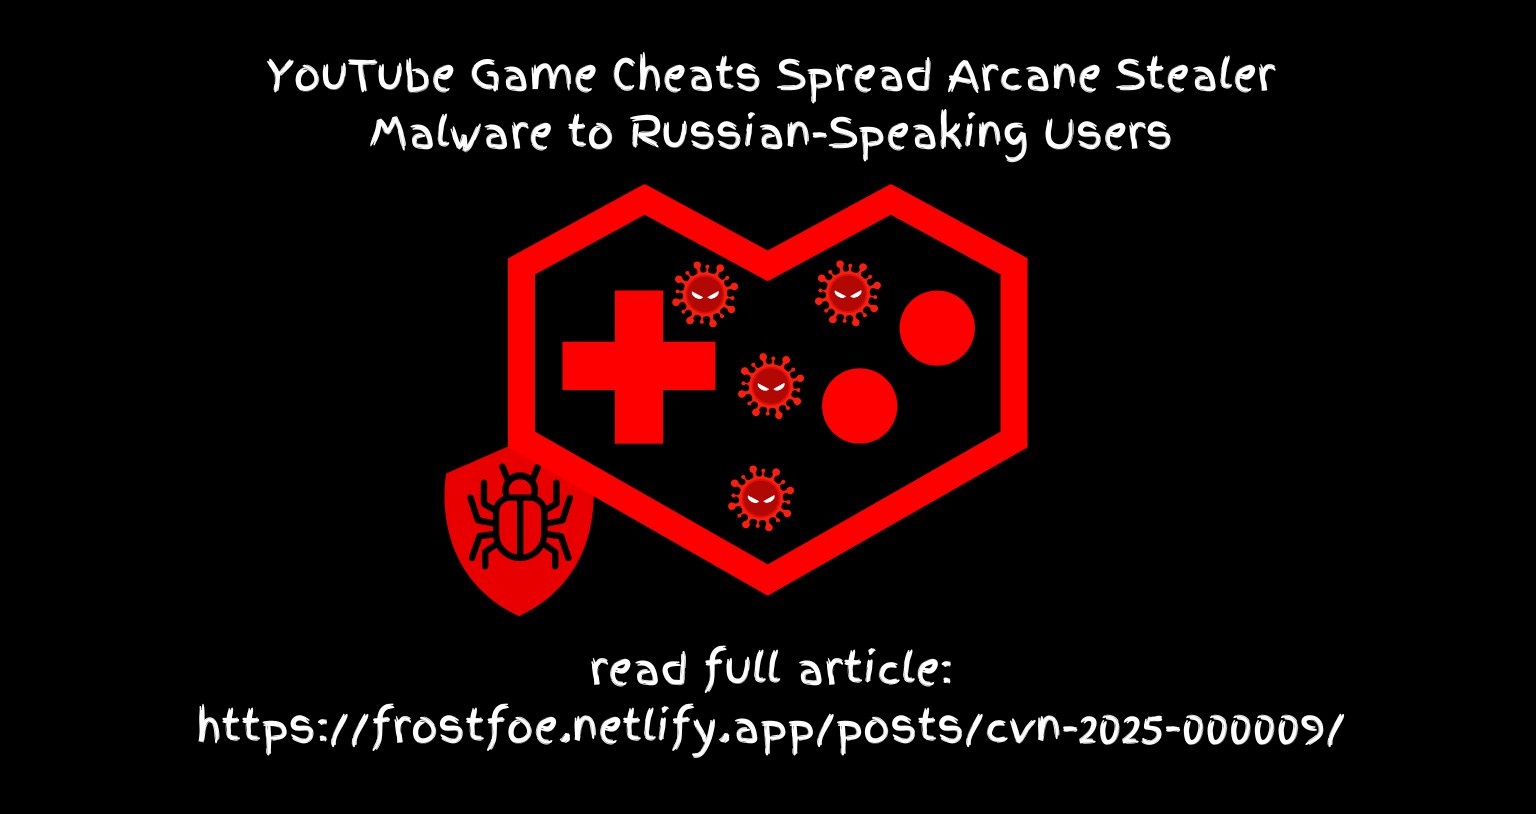 YouTube Game Cheats Spread Arcane Stealer
Malware to Russian-Speaking Users
read full article:
https://frostfoe.netlify.app/posts/cvn-2025-000009/